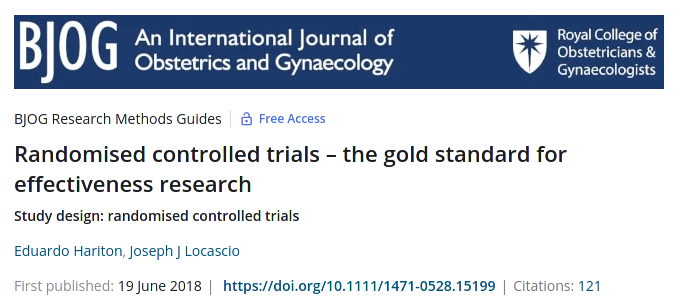 BJOG An International Journal of
Obstetrics and Gynaecology
Royal College of
Obstetricians &
Gynaecologists
BJOG Research Methods Guides | Free Access
Randomised controlled trials – the gold standard for
effectiveness research
Study design: randomised controlled trials
Eduardo Hariton, Joseph J Locascio
First published: 19 June 2018 | https://doi.org/10.1111/1471-0528.15199 | Citations: 121